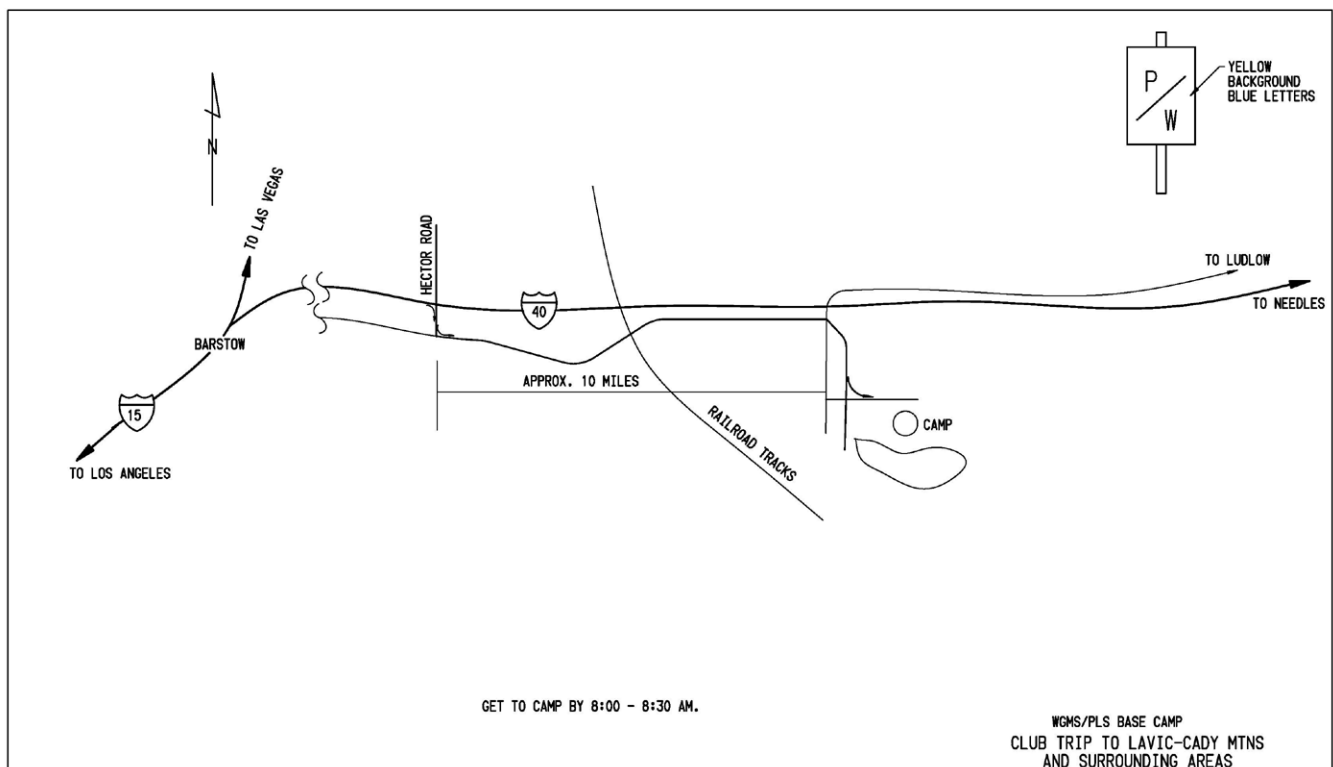 P
W
YELLOW
BACKGROUND
BLUE LETTERS
N
TO LAS VEGAS
HECTOR ROAD
TO LUDLOW
TO NEEDLES
40
BARSTOW
15
TO LOS ANGELES
APPROX. 10 MILES
RAILROAD TRACKS
CAMP
GET TO CAMP BY 8:00 - 8:30 AM.
WGMS/PLS BASE CAMP
CLUB TRIP TO LAVIC-CADY MTNS
AND SURROUNDING AREAS